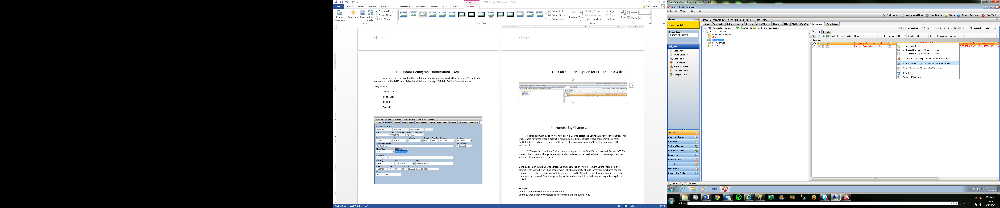 PICTURE TOOLS
2017 February Release.docx - Word
FILE HOME INSERT DESIGN PAGE LAYOUT REFERENCES MAILINGS REVIEW VIEW ADD-INS FORMAT
Kristi Pizano
Remove Background
Corrections
Color
Artistic Effects
Compress Pictures
Change Picture
Reset Picture
Picture Border
Picture Effects
Picture Layout
Position
Wrap Text
Bring Forward
Send Backward
Selection Pane
Align
Group
Rotate
Crop
Height: 1.2"
Width: 6.5"
Adjust
Picture Styles
Arrange
Size
3 | Page
4 | Page
Defendant Demograhic Information - DAID
New fields have been added for additional demographic data collecting on cases. These fields
are entered on the DAID/Alias Tab within Intake- or through Maintain DAID in Case Maintence.
They include:
Marital Status
Illegal Alien
ICE Hold
Ocupation
Intake Complaint - D0032017TM000008 - Williams, Mondray D
Case Daid / Alias Offense Arrest Events Victim Witness Charges Filing Staff Workflow Documents Court R.O.A.
Defendant DAID Name
WILLIAMS MONDRAY JEFFERSON
DOC Driver's License No. Driver's License State
MO - Missouri
Race Sex Ethnicity Height Weight Hair Color Eye Color
B - Black M - Male 603 180 BLK - Black BRO - Brown
Scars/Marks/Tattoos Marital Status
Tat Right Hand P - Separated
Illegal Alien ICE Hold
Y - Yes N - No
Ocupation
Traveling Soap Salesman
Birth City State Alias
Denver CO - Colorado Williams, Mondray D
DOB SSN Address
Phone
File Cabinet- Print Option for PDF and DOCX files
Re-Numbering Charge Counts
Charge Tab within Action will now allow a User to select the Count Number for the Charge. This
was created for times when a district is handling an Indictment Case where there may be several
Co-Defendants and each is charged with different charge courts within the entire sequence of the
indictment.
** To use this function a District needs to request to the Case Validation Check Turned OFF. This
current check looks at charge sequences, and would need to be disabled so that this new process can
work and filed through to Judicial.
On the Add/ Edit Intake Charge Screen- you will now see an Auto Increment Count check box- the
default is always to be on- thus keeping currently functionality of auto incrementing charge counts.
If you need to enter a charge out of this sequence then Un-Click this check box and type in the charge
count number desired. Next charge added will again to default to auto incrementing unless again un-
clicked.
Example:
Counts 1-3 entered with Auto Increment On
Count 23 then added by unselecting Auto Increment and typing in 23
PAGE 6 OF 23 1664 WORDS
100%
win7profx86test - Remote Desktop Connection
Action - [Intake Complaint]
File Edit View Go Tools Help
Switch Case Assign WorkFlow Case Details Notes Review Indicators Case Tools
Selection
UserTaskList
Current Case
D0242017TM000001
Intake
Case Entry
Traffic Case Entry
Case Search
Maintain Daid
Intake Prosecutor
LEA Case Search
Charging Queue
Intake
Case Maintenance
Subpoena
Victim Witness
Mandated Costs
Discovery
Maintenance
Security
Documents
Prosecutor Tools
Intake Complaint - D0242017TM000001 - Test, Case
Case Daid / Alias Offense Arrest Events Victim Witness Charges Filing Staff Workflow Documents Court R.O.A.
Create Local Copy Add File New Folder eDiscovery
Make Discoverable Clear Discoverable Route Files E-File Create Local Copy
D0242017TM000001
Action Generated Docs
eDiscovery
Discovery (2)
Restitution/Costs (1)
Work Product
File List Details
Bate# Discovery Packet Name Ext Discoverable Offense # Date Created Size Description Sort Order ItemID
Discovery
Complaint and Information PDF
Discovery Request Letter doc
Create Local Copy
Mark Local Pick-up for All Selected Files
Clear Local Pick-up for All Selected Files
Delete Item... ("Complaint and Information.PDF")
Print Document... ("Complaint and Information.PDF")
Create "ProsecutorDiscovery.PDF" document.
Refresh File List
Advanced Options...
1/27/2017 10:55 AM Ready...
10:55 AM
1/27/2017
10:55 AM
Friday
1/27/2017
Address
Links